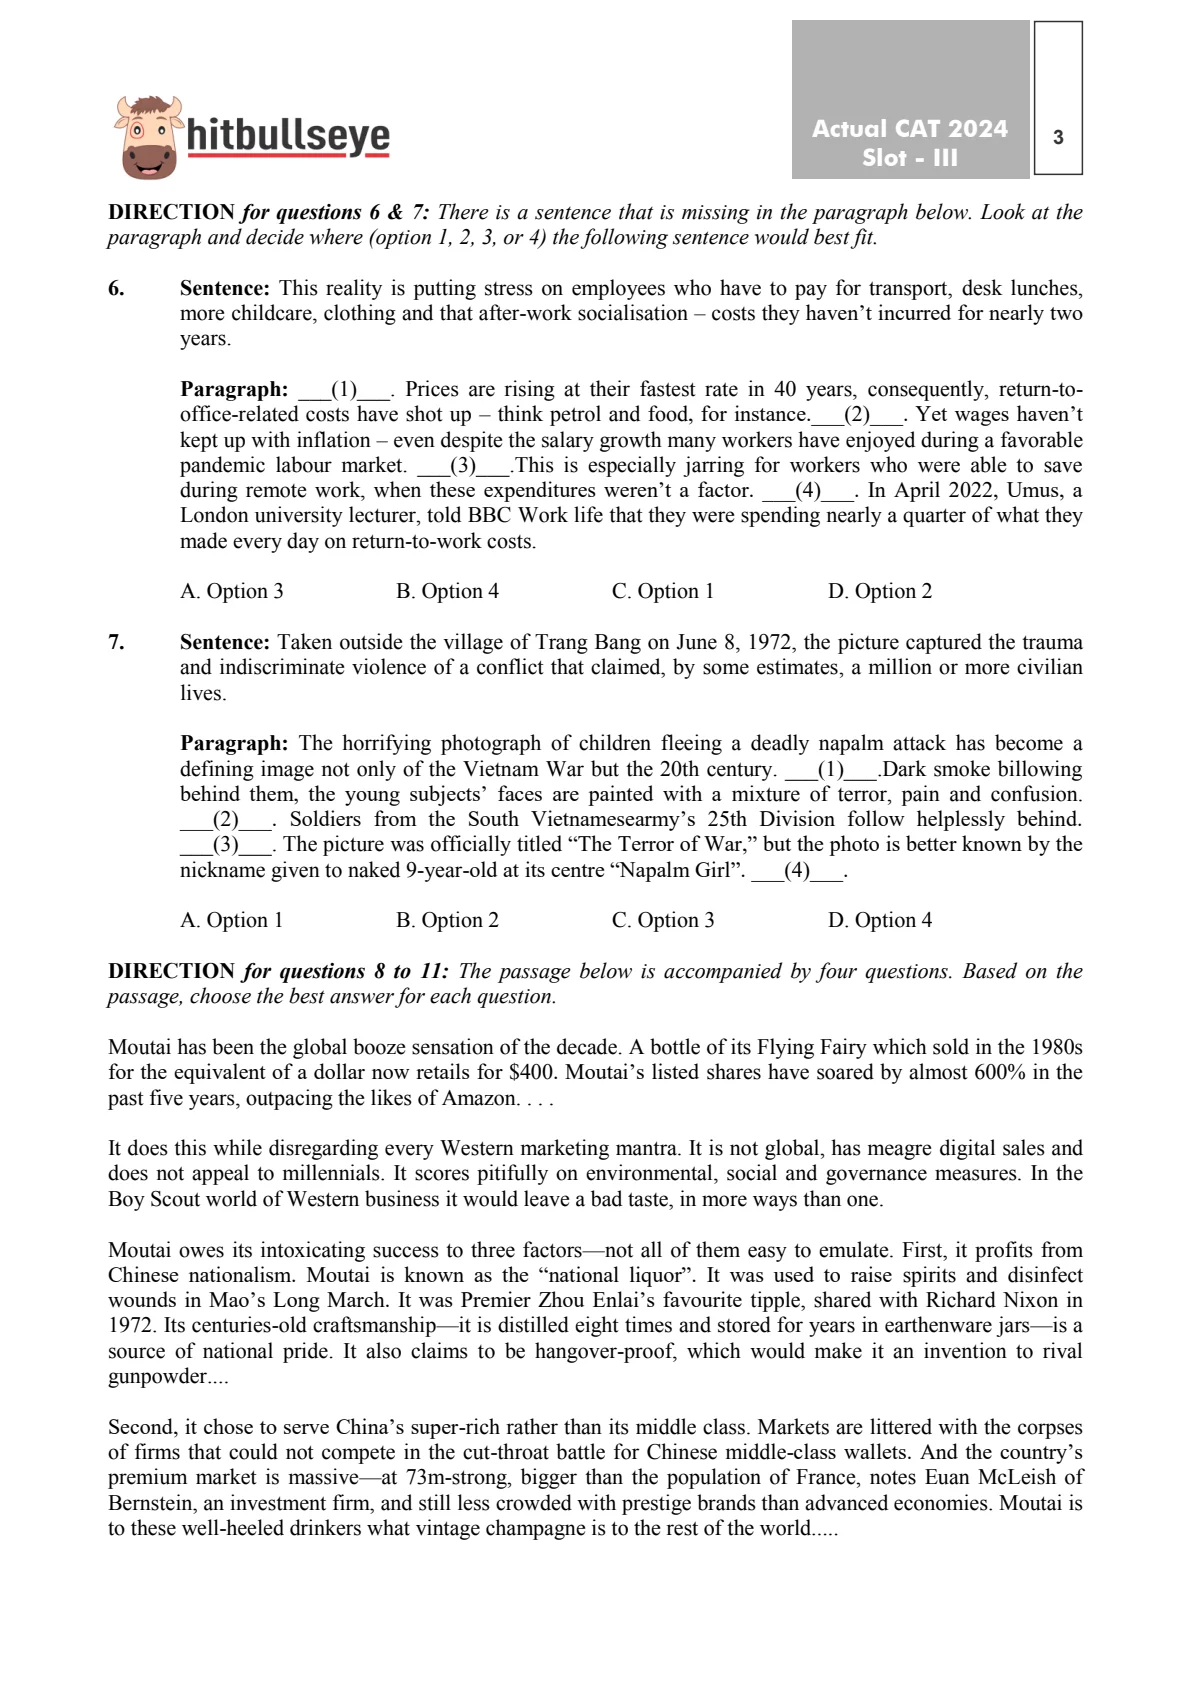 hitbullseye
Actual CAT 2024
Slot - III
3
DIRECTION for questions 6 & 7: There is a sentence that is missing in the paragraph below. Look at the
paragraph and decide where (option 1, 2, 3, or 4) the following sentence would best fit.
6. Sentence: This reality is putting stress on employees who have to pay for transport, desk lunches,
more childcare, clothing and that after-work socialisation – costs they haven’t incurred for nearly two
years.
Paragraph: ___(1)___. Prices are rising at their fastest rate in 40 years, consequently, return-to-
office-related costs have shot up – think petrol and food, for instance.___(2)___. Yet wages haven’t
kept up with inflation – even despite the salary growth many workers have enjoyed during a favorable
pandemic labour market. ___(3)___.This is especially jarring for workers who were able to save
during remote work, when these expenditures weren’t a factor. ___(4)___. In April 2022, Umus, a
London university lecturer, told BBC Work life that they were spending nearly a quarter of what they
made every day on return-to-work costs.
A. Option 3 B. Option 4 C. Option 1 D. Option 2
7. Sentence: Taken outside the village of Trang Bang on June 8, 1972, the picture captured the trauma
and indiscriminate violence of a conflict that claimed, by some estimates, a million or more civilian
lives.
Paragraph: The horrifying photograph of children fleeing a deadly napalm attack has become a
defining image not only of the Vietnam War but the 20th century. ___(1)___.Dark smoke billowing
behind them, the young subjects’ faces are painted with a mixture of terror, pain and confusion.
___(2)___. Soldiers from the South Vietnamesearmy’s 25th Division follow helplessly behind.
___(3)___. The picture was officially titled “The Terror of War,” but the photo is better known by the
nickname given to naked 9-year-old at its centre “Napalm Girl”. ___(4)___.
A. Option 1 B. Option 2 C. Option 3 D. Option 4
DIRECTION for questions 8 to 11: The passage below is accompanied by four questions. Based on the
passage, choose the best answer for each question.
Moutai has been the global booze sensation of the decade. A bottle of its Flying Fairy which sold in the 1980s
for the equivalent of a dollar now retails for $400. Moutai’s listed shares have soared by almost 600% in the
past five years, outpacing the likes of Amazon. . . .
It does this while disregarding every Western marketing mantra. It is not global, has meagre digital sales and
does not appeal to millennials. It scores pitifully on environmental, social and governance measures. In the
Boy Scout world of Western business it would leave a bad taste, in more ways than one.
Moutai owes its intoxicating success to three factors—not all of them easy to emulate. First, it profits from
Chinese nationalism. Moutai is known as the “national liquor”. It was used to raise spirits and disinfect
wounds in Mao’s Long March. It was Premier Zhou Enlai’s favourite tipple, shared with Richard Nixon in
1972. Its centuries-old craftsmanship—it is distilled eight times and stored for years in earthenware jars—is a
source of national pride. It also claims to be hangover-proof, which would make it an invention to rival
gunpowder....
Second, it chose to serve China’s super-rich rather than its middle class. Markets are littered with the corpses
of firms that could not compete in the cut-throat battle for Chinese middle-class wallets. And the country’s
premium market is massive—at 73m-strong, bigger than the population of France, notes Euan McLeish of
Bernstein, an investment firm, and still less crowded with prestige brands than advanced economies. Moutai is
to these well-heeled drinkers what vintage champagne is to the rest of the world.....